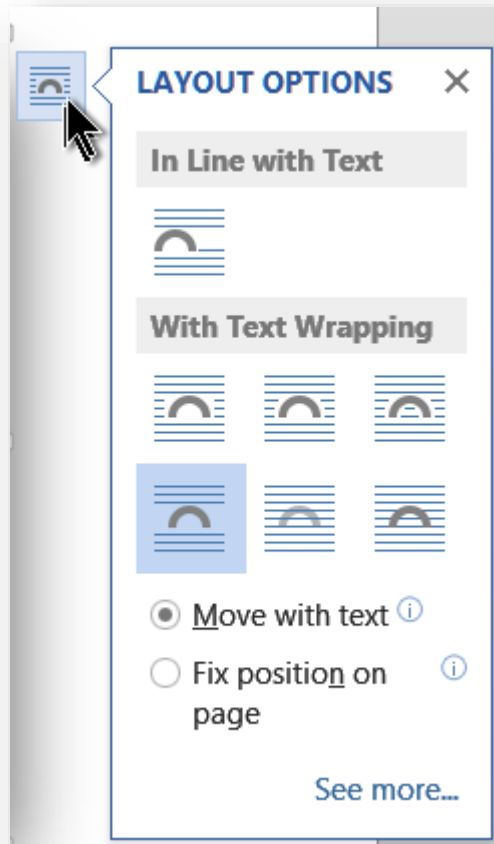 LAYOUT OPTIONS
In Line with Text
With Text Wrapping
Move with text
Fix position on
page
See more...